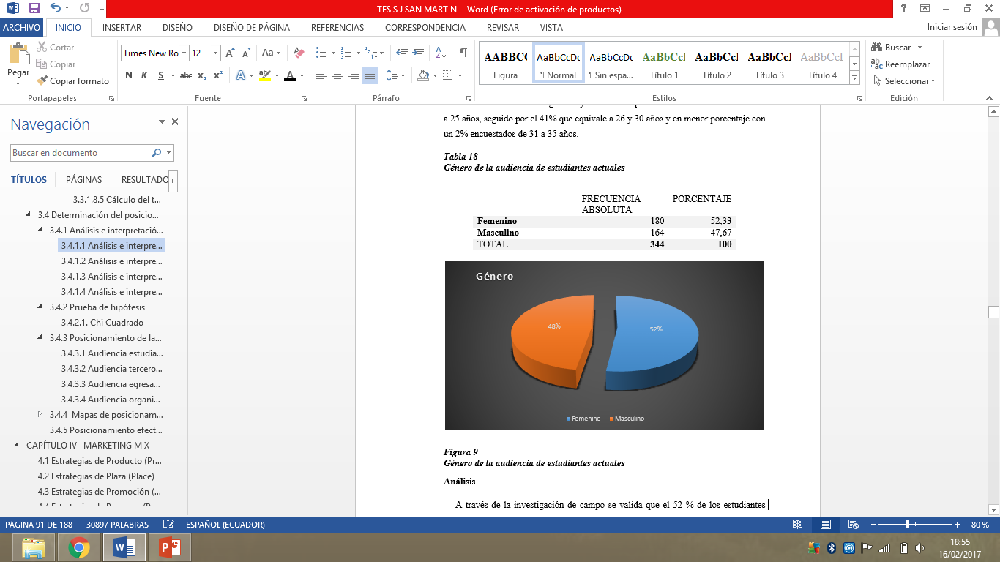 TESIS J SAN MARTIN - Word (Error de activación de productos)
ARCHIVO INICIO INSERTAR DISEÑO DISEÑO DE PÁGINA REFERENCIAS CORRESPONDENCIA REVISAR VISTA
Iniciar sesión
Pegar
Cortar
Copiar
Copiar formato
Portapapeles
Times New Ro 12
Aa
N K S abc x₂ x²
A ab A
Fuente
Párrafo
AABBC AaBbCcDc AaBbCcDc AaBbCcI AaBbCcI AaBbCcI AaBbCcI
Figura ¶ Normal ¶ Sin espa... Título 1 Título 2 Título 3 Título 4
Estilos
Buscar
Reemplazar
Seleccionar
Edición
Navegación
Buscar en documento
TÍTULOS PÁGINAS RESULTADO
3.3.1.8.5 Cálculo del t...
3.4 Determinación del posicio...
3.4.1 Análisis e interpretació...
3.4.1.1 Análisis e interpre...
3.4.1.2 Análisis e interpre...
3.4.1.3 Análisis e interpre...
3.4.1.4 Análisis e interpre...
3.4.2 Prueba de hipótesis
3.4.2.1. Chi Cuadrado
3.4.3 Posicionamiento de la...
3.4.3.1 Audiencia estudia...
3.4.3.2 Audiencia tercero...
3.4.3.3 Audiencia egresa...
3.4.3.4 Audiencia organi...
3.4.4 Mapas de posicionam...
3.4.5 Posicionamiento efect...
CAPÍTULO IV MARKETING MIX
4.1 Estrategias de Producto (Pr...
4.2 Estrategias de Plaza (Place)
4.3 Estrategias de Promoción (...
a 25 años, seguido por el 41% que equivale a 26 y 30 años y en menor porcentaje con
un 2% encuestados de 31 a 35 años.
Tabla 18
Género de la audiencia de estudiantes actuales
FRECUENCIA PORCENTAJE
ABSOLUTA
Femenino 180 52,33
Masculino 164 47,67
TOTAL 344 100
Género
48%
52%
Femenino Masculino
Figura 9
Género de la audiencia de estudiantes actuales
Análisis
A través de la investigación de campo se valida que el 52 % de los estudiantes
PÁGINA 91 DE 188 30897 PALABRAS ESPAÑOL (ECUADOR)
80 %
18:55
16/02/2017